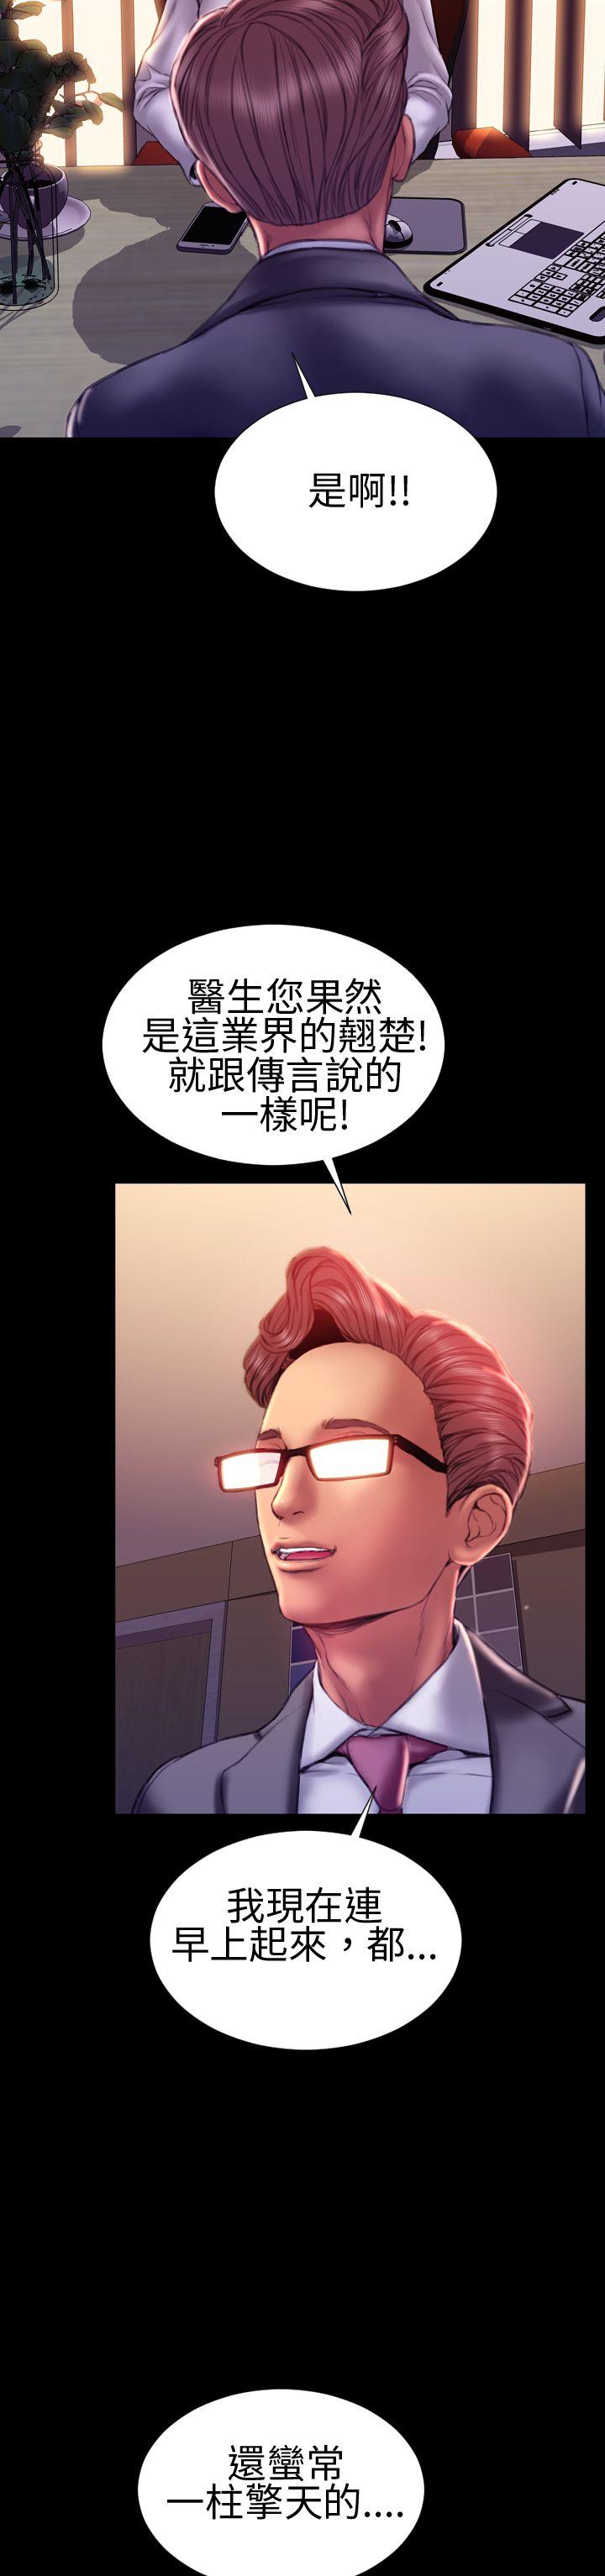 是啊!!
醫生您果然
是這業界的翹楚!
就跟傳言說的
一樣呢!
我現在連
早上起來，都...
還蠻常
一柱擎天的....